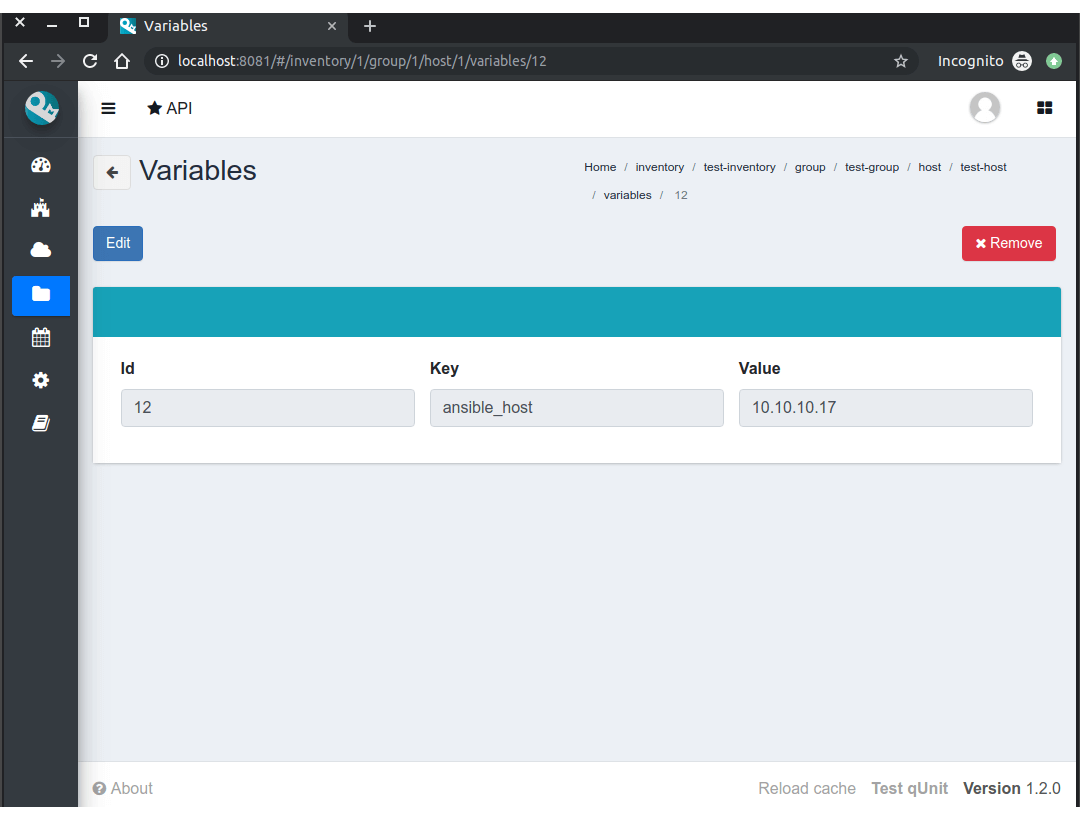 Variables
localhost:8081/#/inventory/1/group/1/host/1/variables/12
Incognito
API
Variables
Home / inventory / test-inventory / group / test-group / host / test-host
/ variables / 12
Edit
Remove
Id Key Value
12 ansible_host 10.10.10.17
About
Reload cache Test qUnit Version 1.2.0